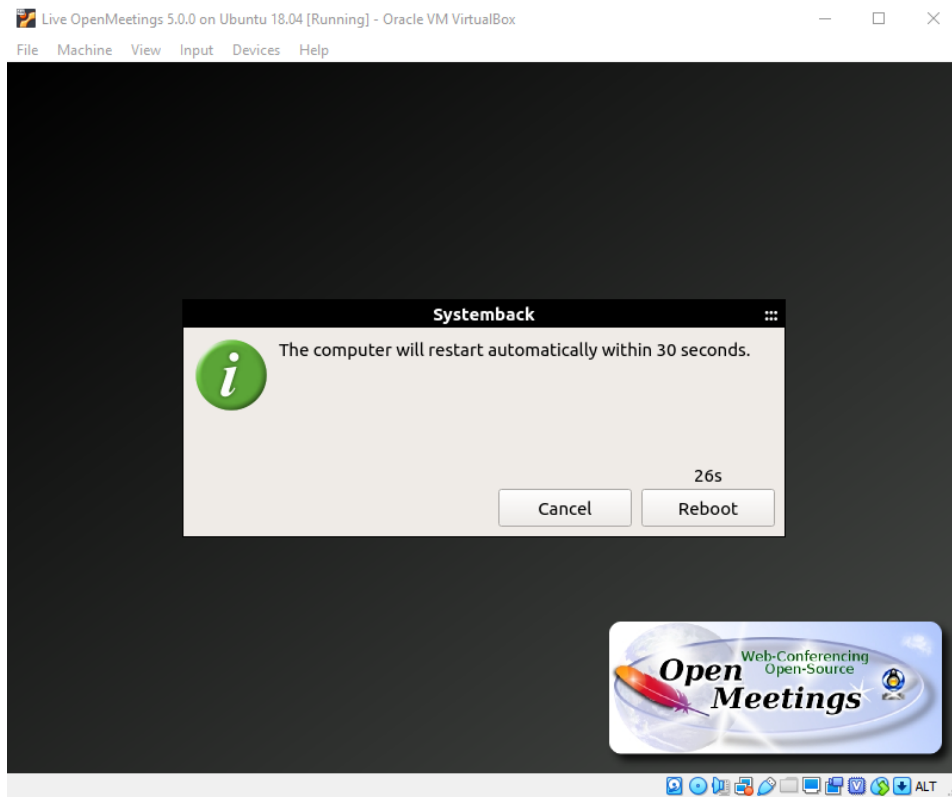 Live OpenMeetings 5.0.0 on Ubuntu 18.04 [Running] - Oracle VM VirtualBox
File Machine View Input Devices Help
Systemback
The computer will restart automatically within 30 seconds.
26s
Cancel Reboot
Web-Conferencing
Open-Source
Open
Meetings
ALT